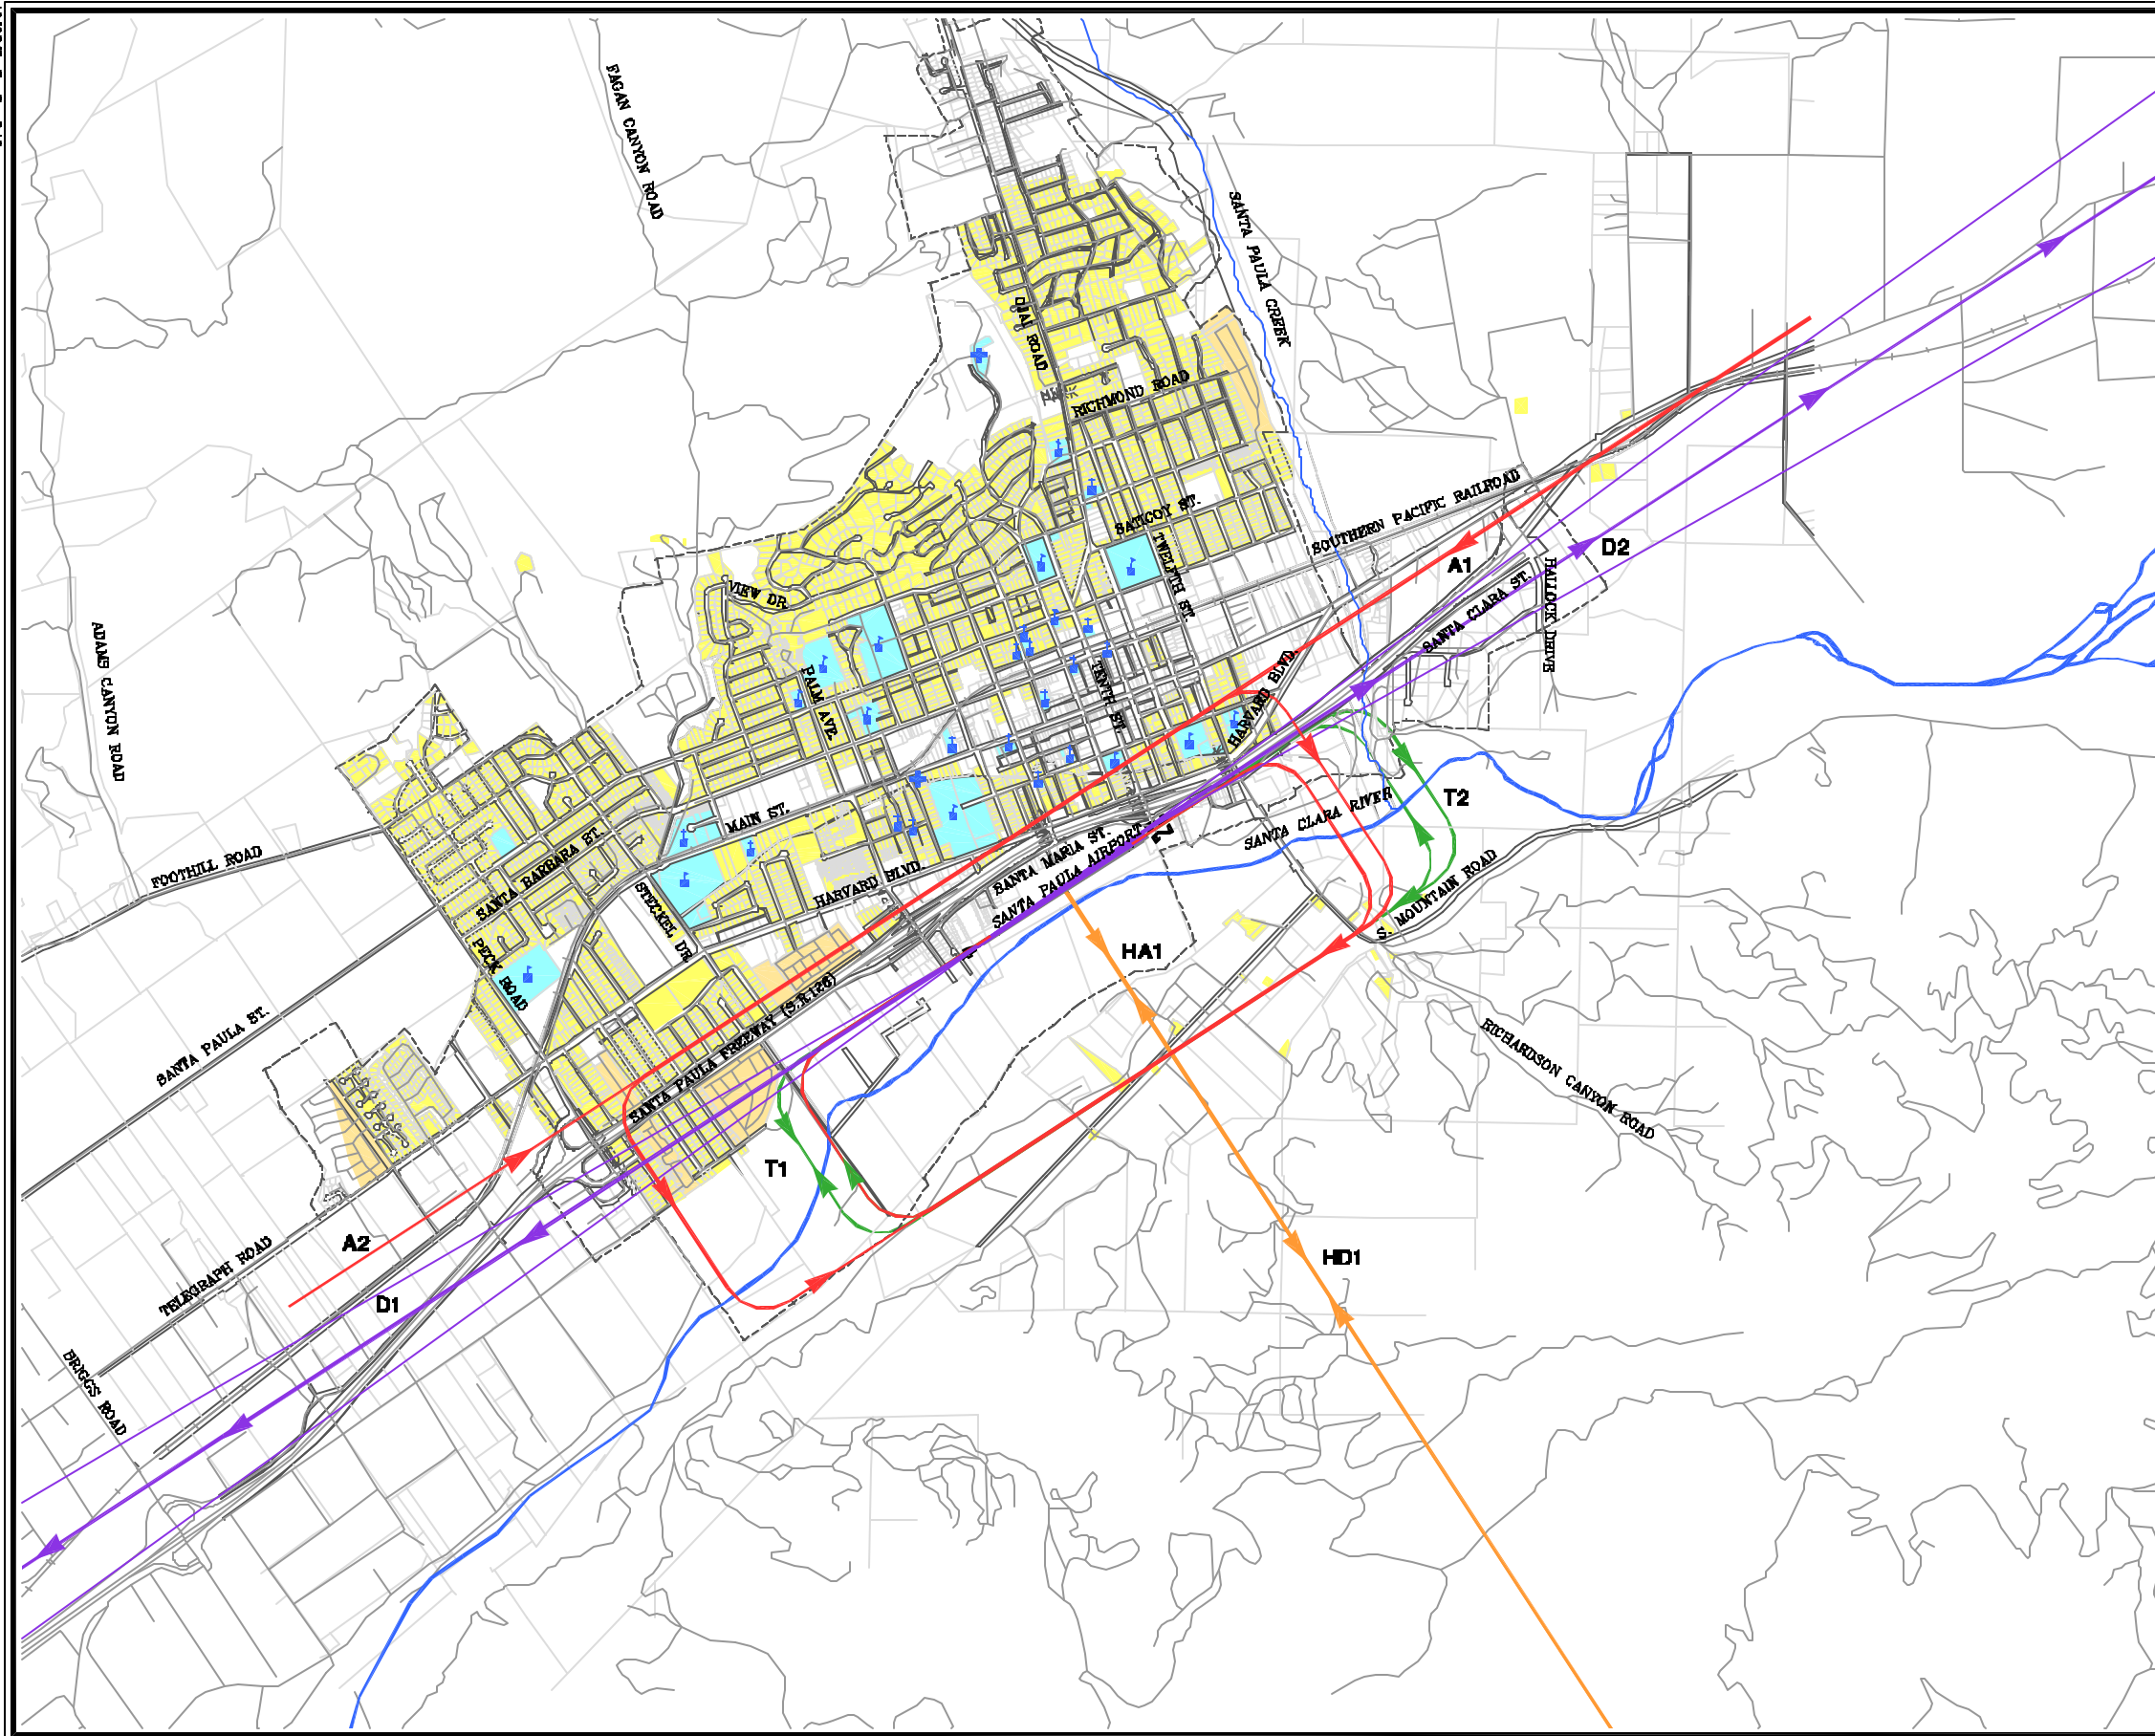 FAGAN CANYON ROAD
SANTA PAULA CREEK
OJAI ROAD
RICHMOND ROAD
SATICOY ST.
SOUTHERN PACIFIC RAILROAD
TWELFTH ST.
A1
D2
HALLOCK DRIVE
SANTA CLARA ST.
VIEW DR.
ADAMS CANYON ROAD
PALM AVE.
TENTH ST.
HARVARD BLVD.
T2
MAIN ST.
SANTA CLARA RIVER
FOOTHILL ROAD
SANTA BARBARA ST.
SANTA MARIA ST.
SANTA PAULA AIRPORT
22
HARVARD BLVD.
STECKEL DR.
S. MOUNTAIN ROAD
PECK ROAD
4
HA1
SANTA PAULA ST.
SANTA PAULA FREEWAY (S.R.126)
RICHARDSON CANYON ROAD
T1
A2
TELEGRAPH ROAD
D1
HD1
BRIGGS ROAD